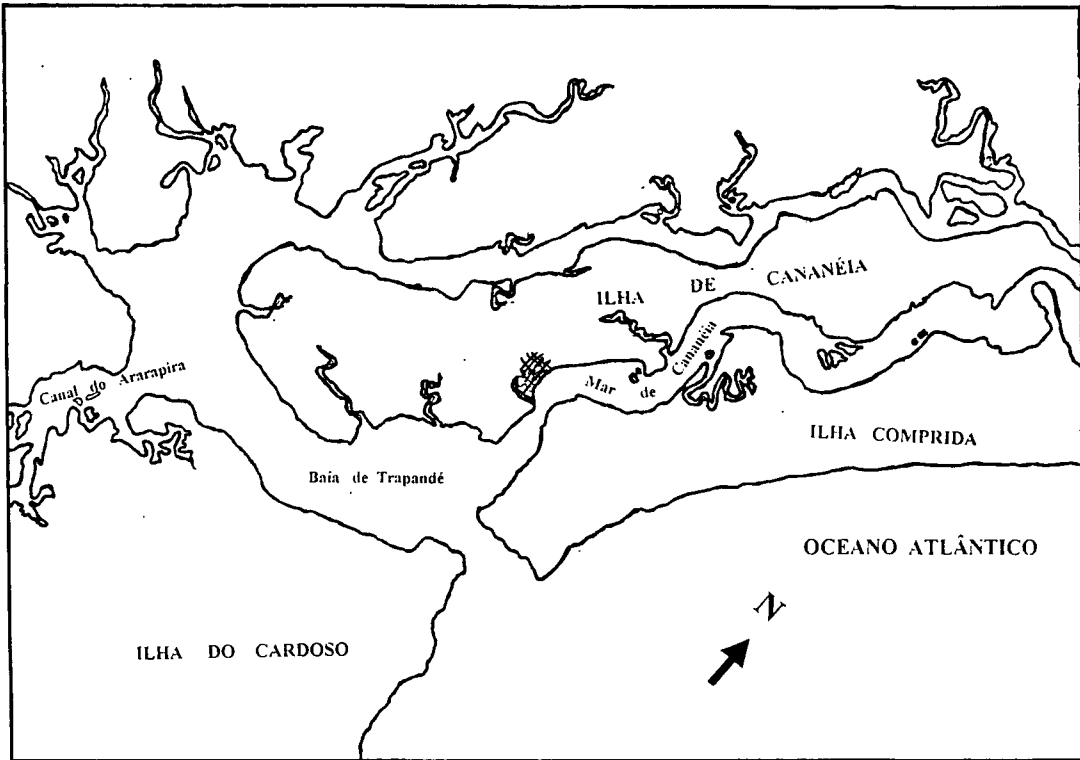 ILHA DE CANANÉIA
Mar de Cananéia
Canal do Ararapira
ILHA COMPRIDA
Baía de Trapandé
OCEANO ATLÂNTICO
N
ILHA DO CARDOSO